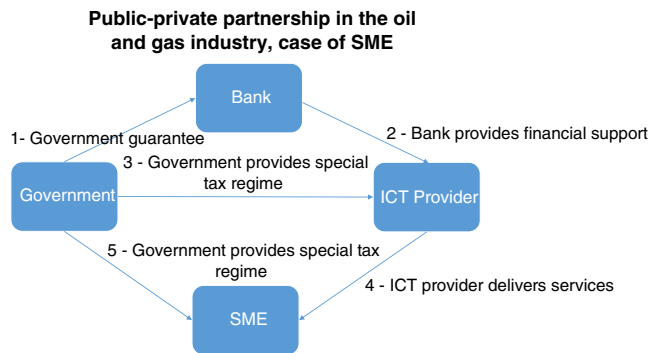 Public-private partnership in the oil
and gas industry, case of SME
Bank
1- Government guarantee
2 - Bank provides financial support
3 - Government provides special
tax regime
Government
ICT Provider
5 - Government provides special tax
regime
4 - ICT provider delivers services
SME